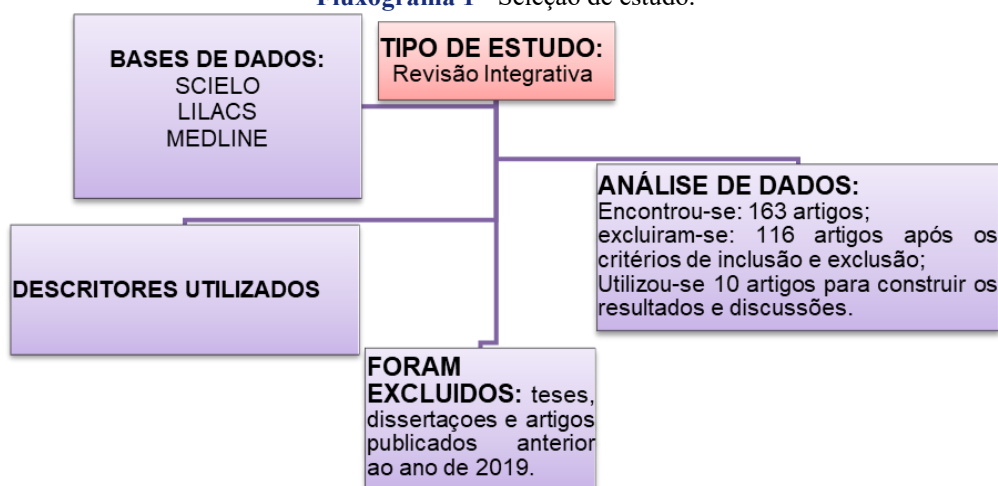 Fluxograma 1 - Seleção de estudo.
BASES DE DADOS:
SCIELO
LILACS
MEDLINE
TIPO DE ESTUDO:
Revisão Integrativa
ANÁLISE DE DADOS:
Encontrou-se: 163 artigos;
excluiram-se: 116 artigos após os
critérios de inclusão e exclusão;
Utilizou-se 10 artigos para construir os
resultados e discussões.
DESCRITORES UTILIZADOS
FORAM
EXCLUIDOS: teses,
dissertaçoes e artigos
publicados anterior
ao ano de 2019.